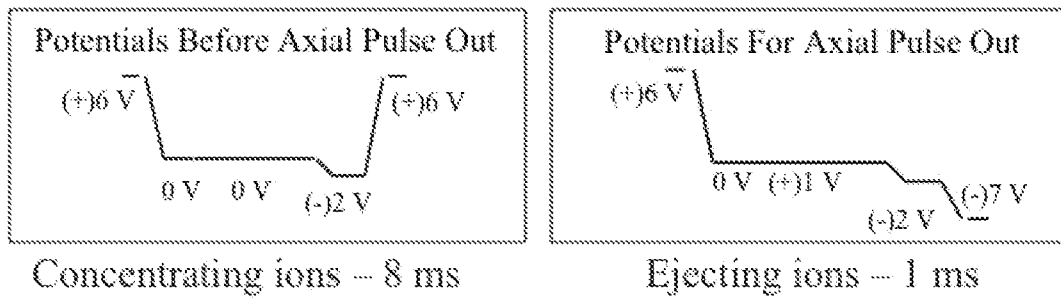 Potentials Before Axial Pulse Out
(+)6 V
(+)6 V
0 V
0 V
(-)2 V
Concentrating ions – 8 ms
Potentials For Axial Pulse Out
(+)6 V
0 V
(+)1 V
(-)2 V
(-)7 V
Ejecting ions – 1 ms